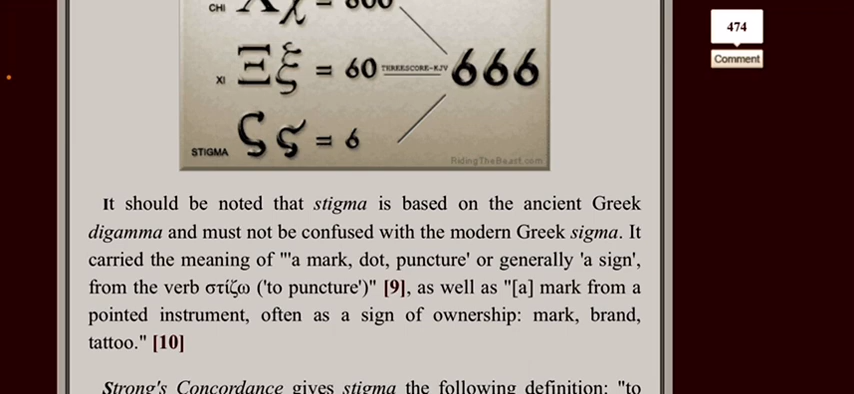 CHI Χχ = 600
474
Comment
XI Ξξ = 60 THREESCORE-KJV 666
STIGMA Ϛϛ = 6
RidingTheBeast.com
It should be noted that stigma is based on the ancient Greek
digamma and must not be confused with the modern Greek sigma. It
carried the meaning of "'a mark, dot, puncture' or generally 'a sign',
from the verb στίζω ('to puncture')" [9], as well as "[a] mark from a
pointed instrument, often as a sign of ownership: mark, brand,
tattoo." [10]
Strong's Concordance gives stigma the following definition: "to